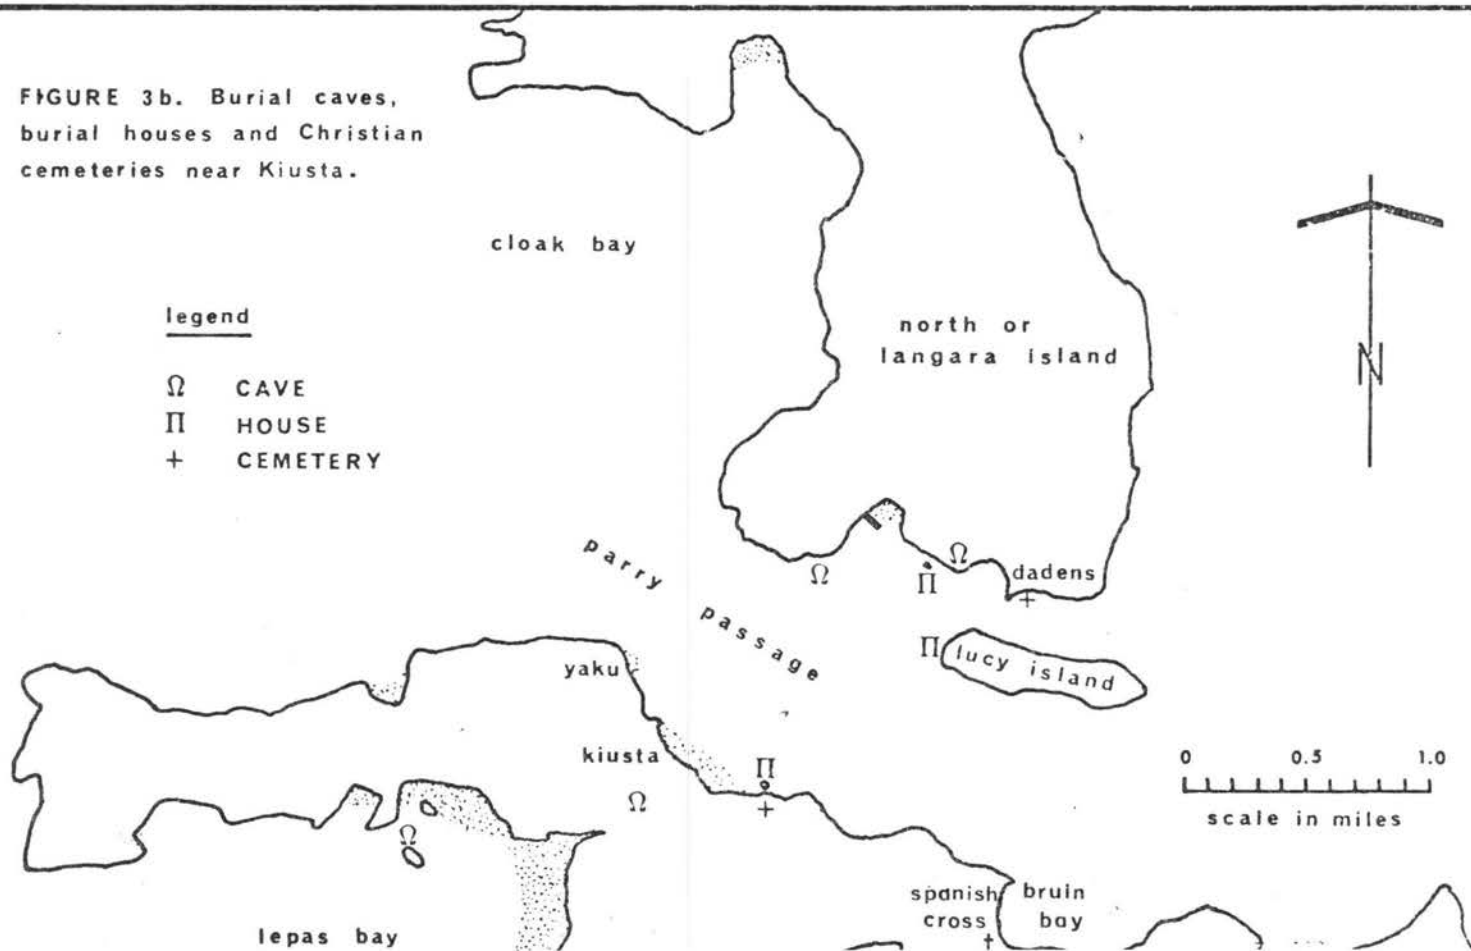 FIGURE 3b. Burial caves,
burial houses and Christian
cemeteries near Kiusta.
cloak bay
legend
Ω CAVE
Π HOUSE
+ CEMETERY
north or
langara island
N
parry passage
dadens
lucy island
yaku
kiusta
0 0.5 1.0
scale in miles
spanish
cross
bruin
bay
lepas bay